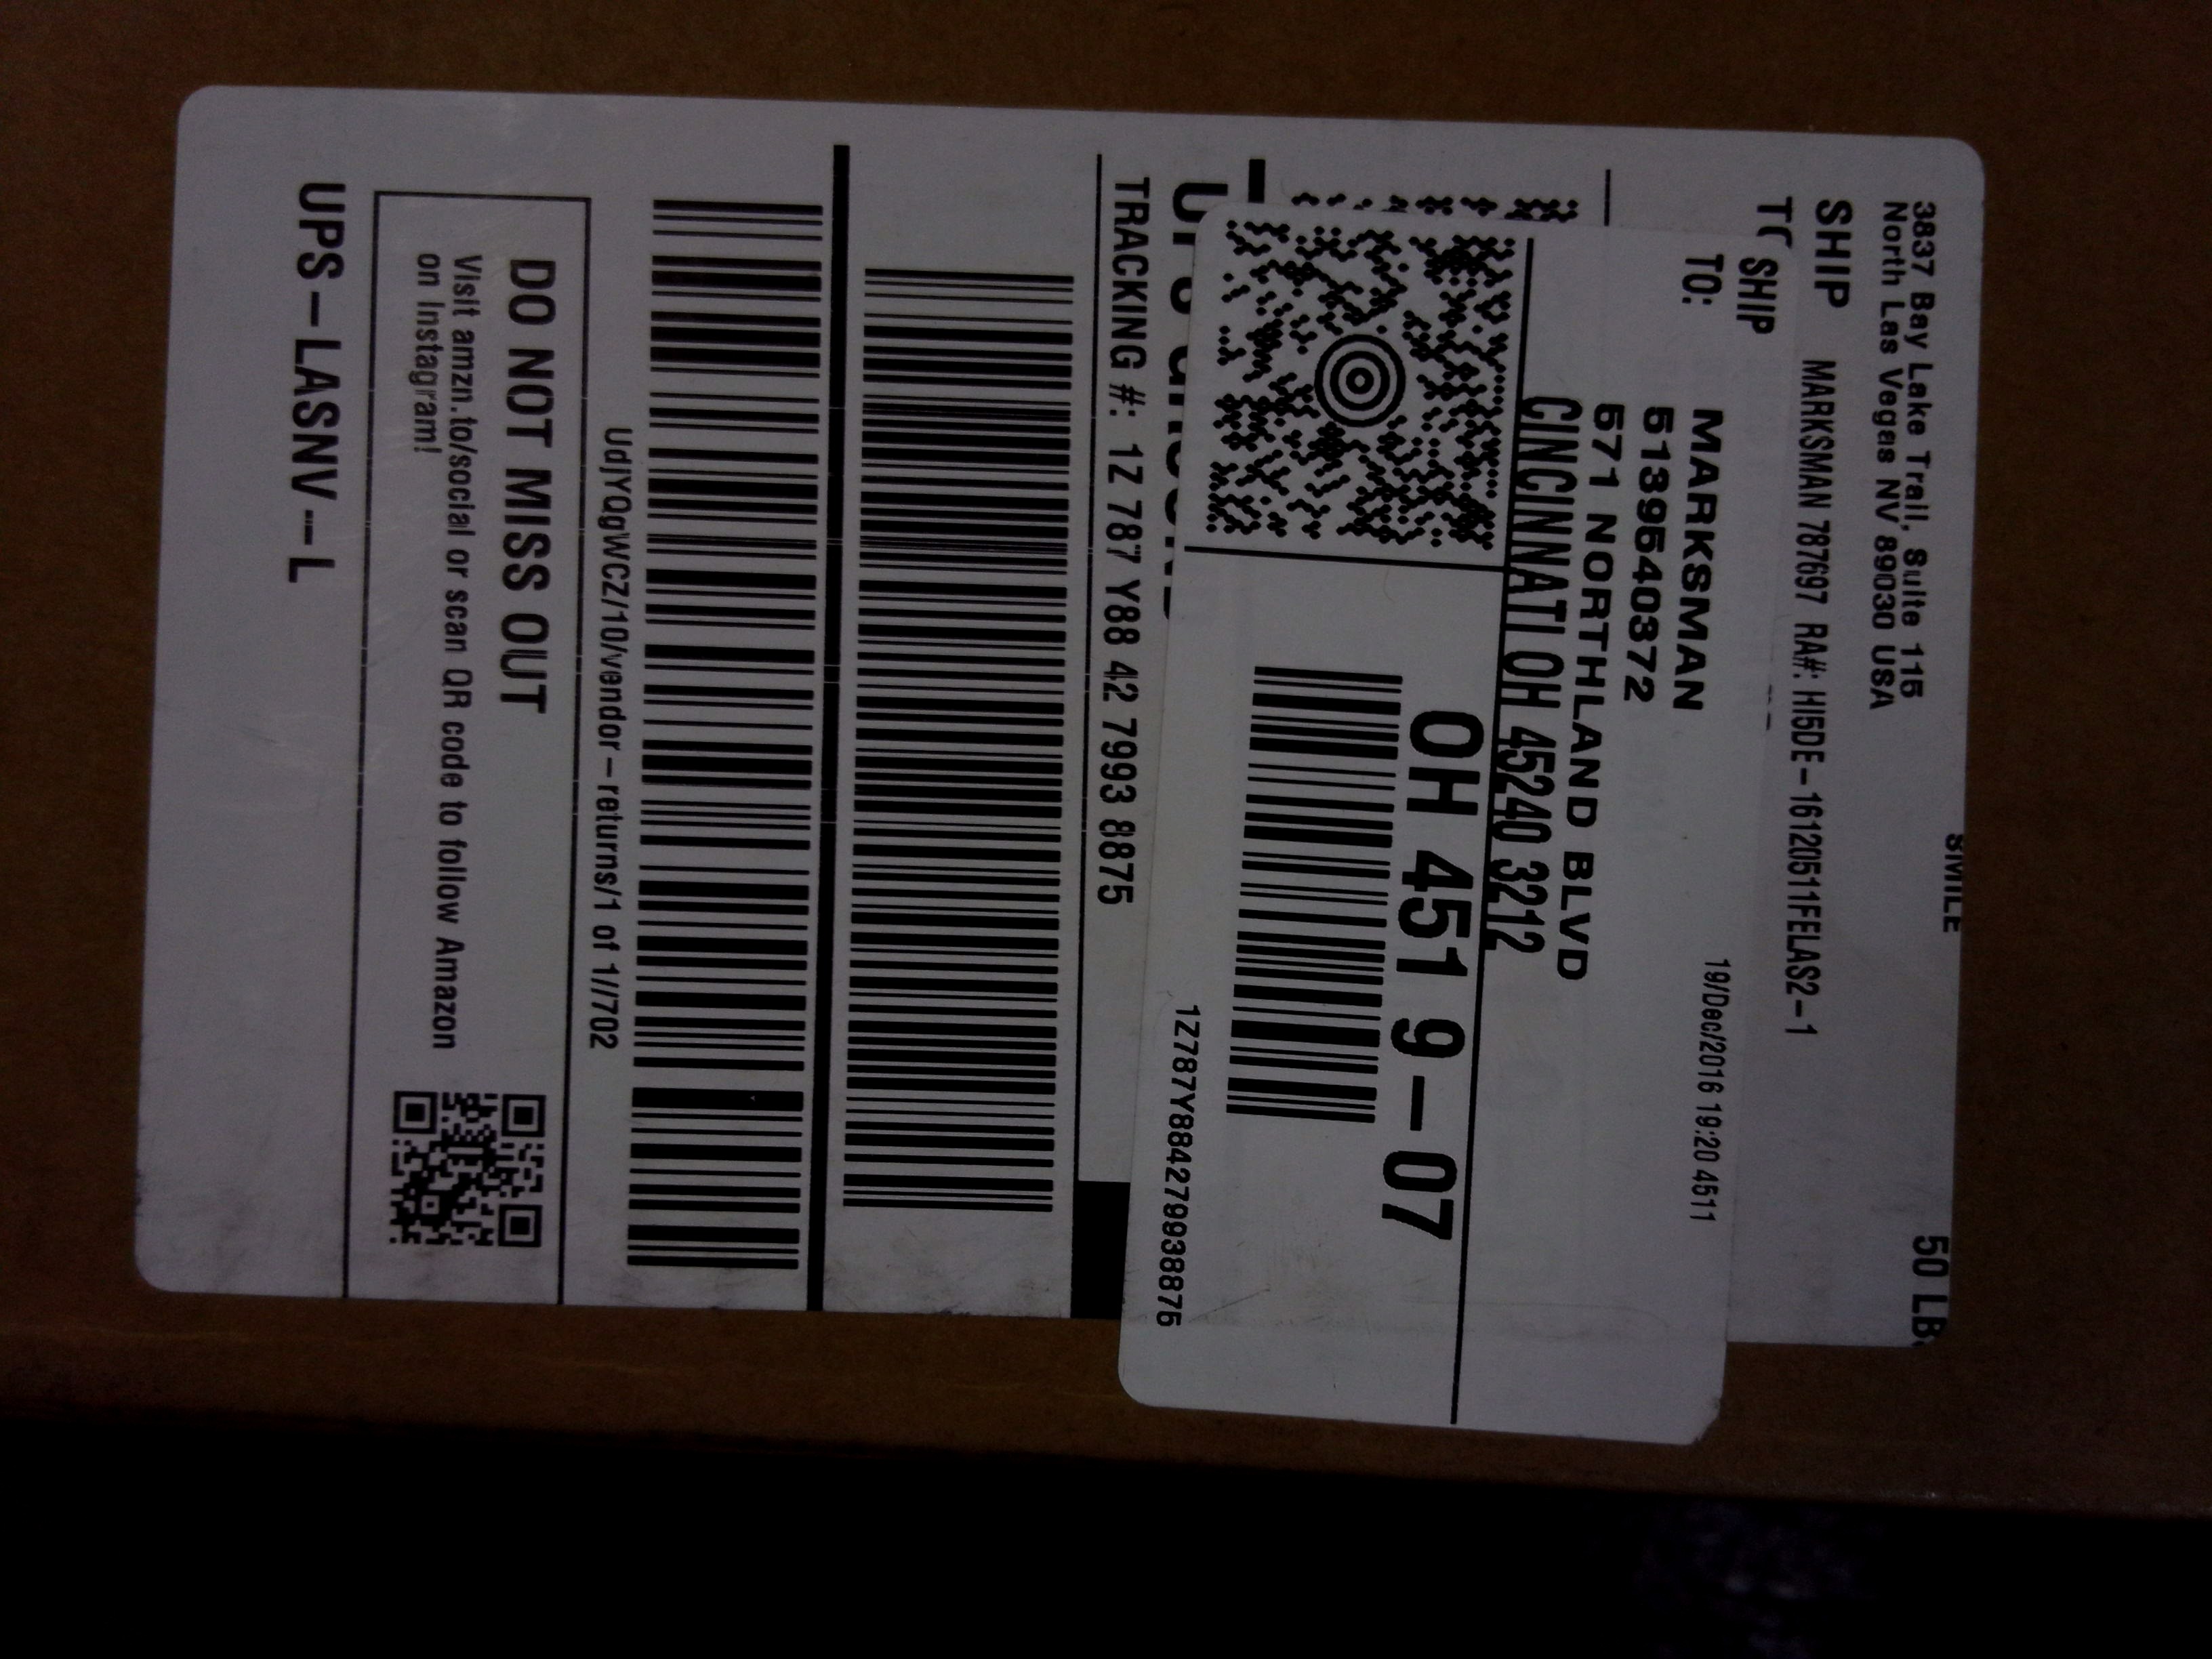 SMILE
50 LB
3837 Bay Lake Trail, Suite 115
North Las Vegas NV 89030 USA
SHIP
MARKSMAN 787697 RA#: HI5DE-16120511FELAS2-1
SHIP
TO:
19/Dec/2016 19:20 4511
MARKSMAN
5139540372
571 NORTHLAND BLVD
CINCINNATI OH 45240 3212
OH 451 9-07
1Z787Y884279938875
TRACKING #: 1Z 787 Y88 42 7993 8875
UdjYQgWCZ/10/vendor-returns/1 of 1//702
DO NOT MISS OUT
Visit amzn.to/social or scan QR code to follow Amazon
on Instagram!
UPS-LASNV--L